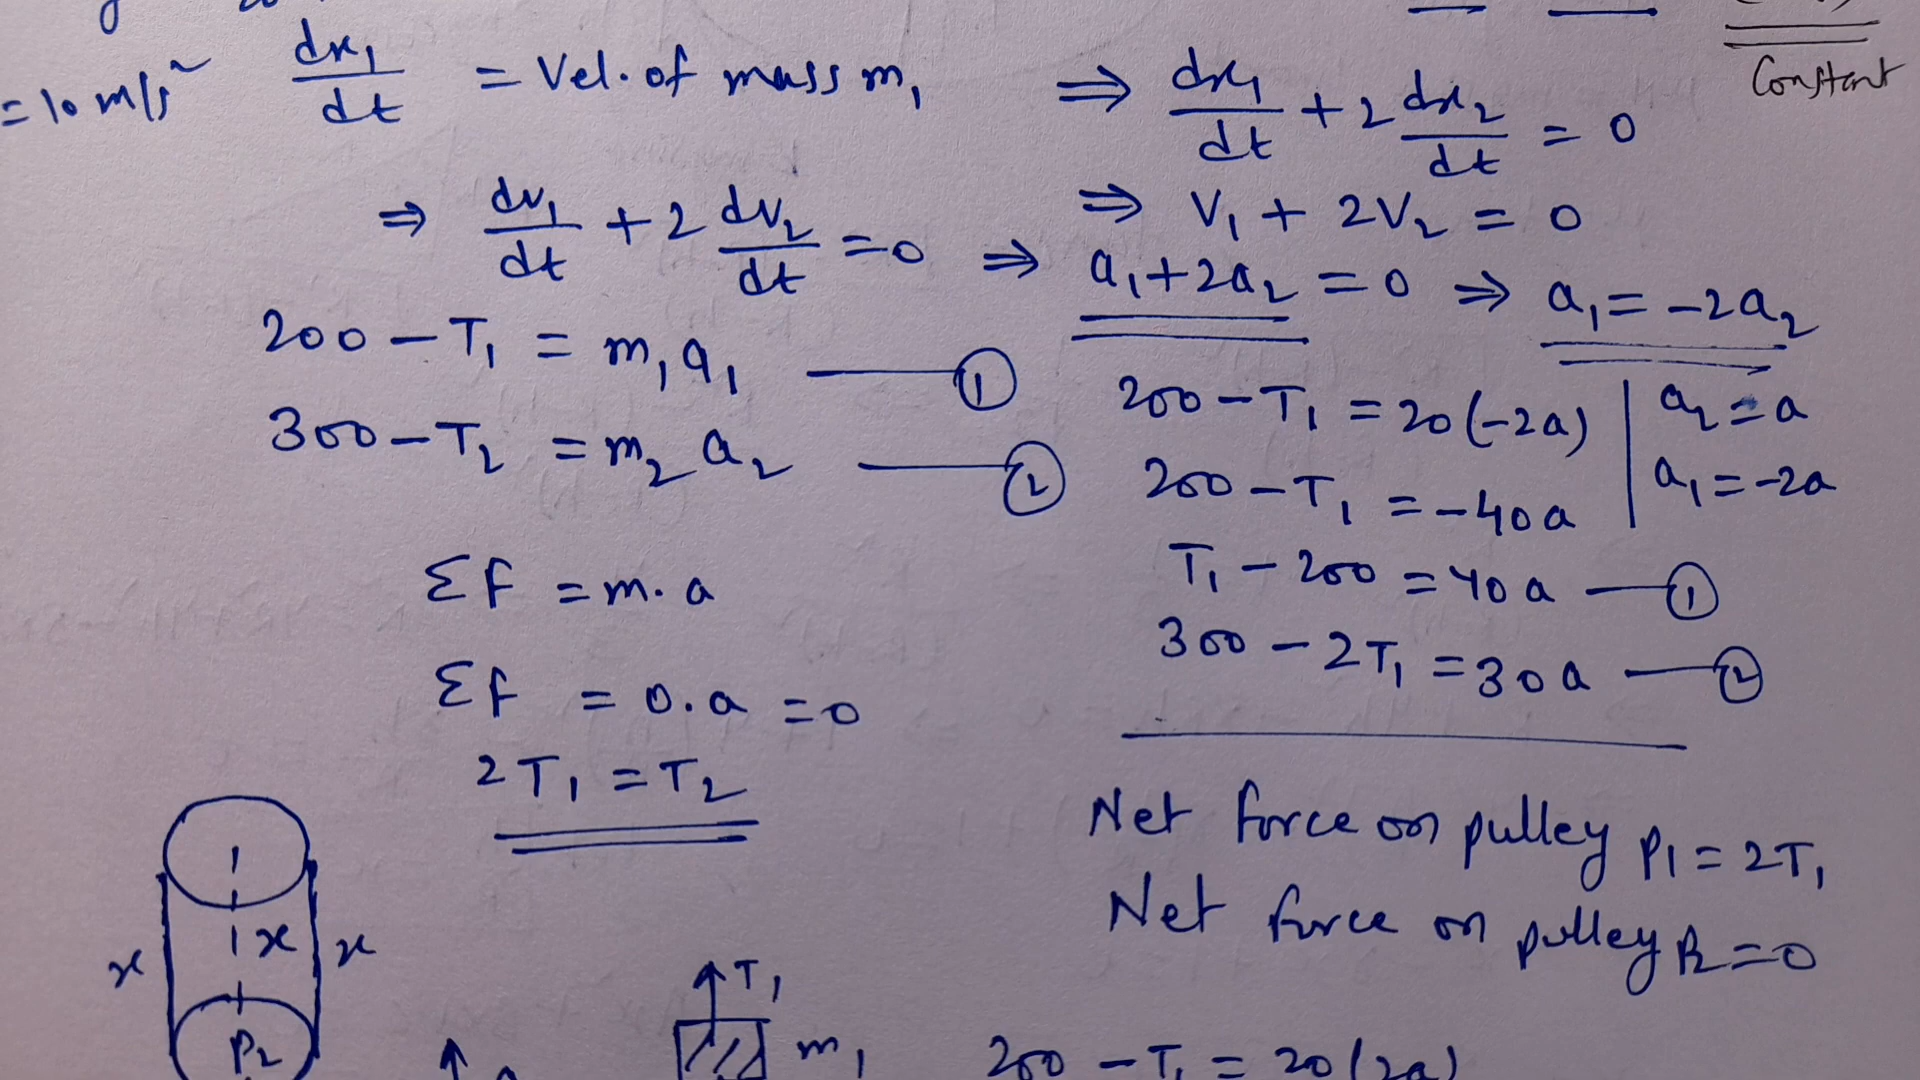 = 10 m/s² dx₁/dt = Vel. of mass m₁
⇒ dx₁/dt + 2 dx₂/dt = 0
Constant
⇒ V₁ + 2V₂ = 0
⇒ dv₁/dt + 2 dv₂/dt = 0 ⇒ a₁ + 2a₂ = 0 ⇒ a₁ = -2a₂
200 - T₁ = m₁a₁ — ①
300 - T₂ = m₂a₂ — ②
200 - T₁ = 20(-2a) | a₂ = a
200 - T₁ = -40a | a₁ = -2a
T₁ - 200 = 40a — ①
300 - 2T₁ = 30a — ②
Σf = m.a
Σf = 0.a = 0
2T₁ = T₂
Net force on pulley P₁ = 2T₁
Net force on pulley P₂ = 0
x x x
P₂
T₁
m₁
200 - T₁ = 20(2a)